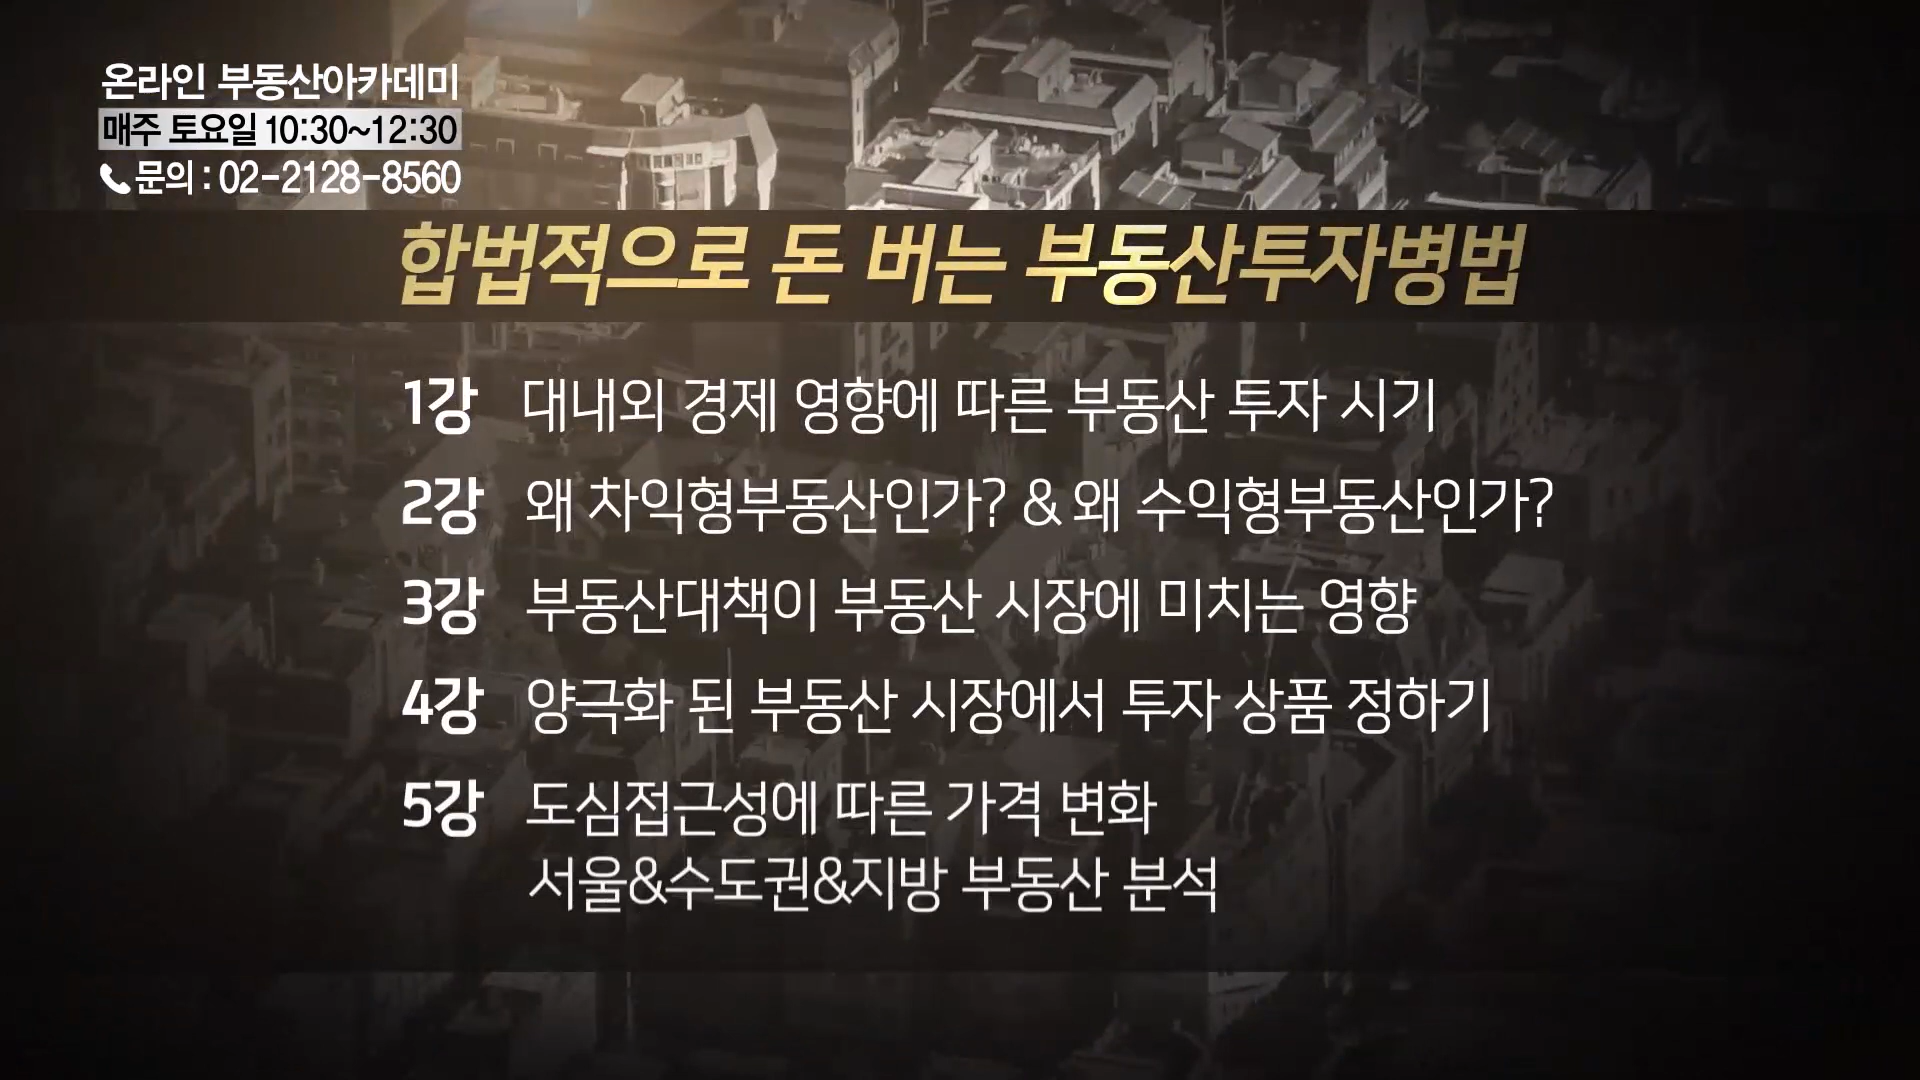 온라인 부동산아카데미
매주 토요일 10:30~12:30
문의 : 02-2128-8560
합법적으로 돈 버는 부동산투자병법
1강 대내외 경제 영향에 따른 부동산 투자 시기
2강 왜 차익형부동산인가? & 왜 수익형부동산인가?
3강 부동산대책이 부동산 시장에 미치는 영향
4강 양극화 된 부동산 시장에서 투자 상품 정하기
5강 도심접근성에 따른 가격 변화
서울&수도권&지방 부동산 분석